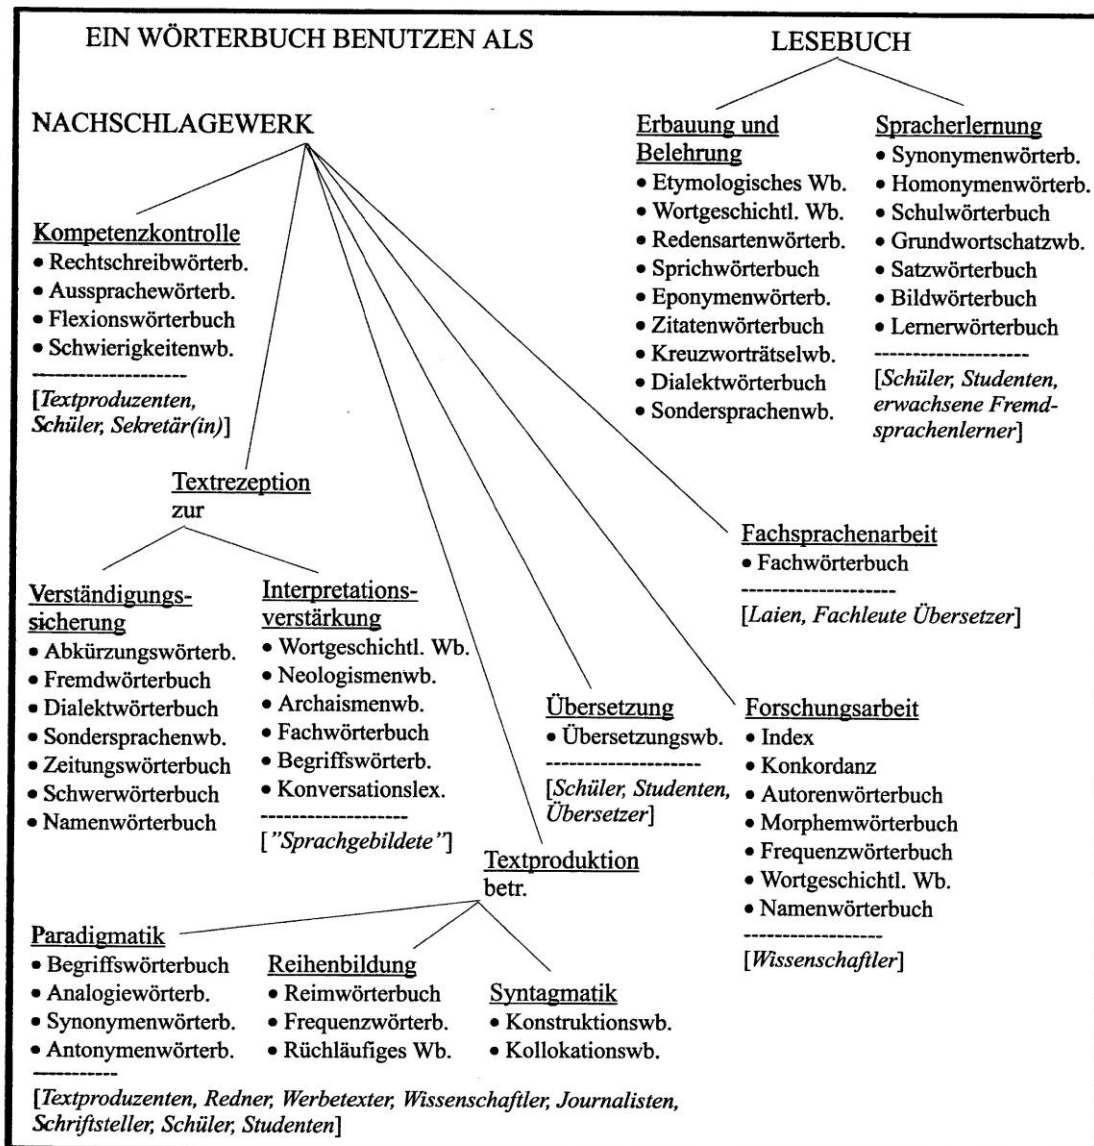 EIN WÖRTERBUCH BENUTZEN ALS
LESEBUCH
NACHSCHLAGEWERK
Erbauung und
Belehrung
• Etymologisches Wb.
• Wortgeschichtl. Wb.
• Redensartenwörterb.
• Sprichwörterbuch
• Eponymenwörterb.
• Zitatenwörterbuch
• Kreuzworträtselwb.
• Dialektwörterbuch
• Sondersprachenwb.
Spracherlernung
• Synonymenwörterb.
• Homonymenwörterb.
• Schulwörterbuch
• Grundwortschatzwb.
• Satzwörterbuch
• Bildwörterbuch
• Lernerwörterbuch
--------------------
[Schüler, Studenten,
erwachsene Fremd-
sprachenlerner]
Kompetenzkontrolle
• Rechtschreibwörterb.
• Aussprachewörterb.
• Flexionswörterbuch
• Schwierigkeitenwb.
--------------------
[Textproduzenten,
Schüler, Sekretär(in)]
Textrezeption
zur
Verständigungs-
sicherung
• Abkürzungswörterb.
• Fremdwörterbuch
• Dialektwörterbuch
• Sondersprachenwb.
• Zeitungswörterbuch
• Schwerwörterbuch
• Namenwörterbuch
Interpretations-
verstärkung
• Wortgeschichtl. Wb.
• Neologismenwb.
• Archaismenwb.
• Fachwörterbuch
• Begriffswörterb.
• Konversationslex.
-------------------
["Sprachgebildete"]
Fachsprachenarbeit
• Fachwörterbuch
--------------------
[Laien, Fachleute Übersetzer]
Übersetzung
• Übersetzungswb.
--------------------
[Schüler, Studenten,
Übersetzer]
Forschungsarbeit
• Index
• Konkordanz
• Autorenwörterbuch
• Morphemwörterbuch
• Frequenzwörterbuch
• Wortgeschichtl. Wb.
• Namenwörterbuch
------------------
[Wissenschaftler]
Textproduktion
betr.
Paradigmatik
• Begriffswörterbuch
• Analogiewörterb.
• Synonymenwörterb.
• Antonymenwörterb.
-----------
Reihenbildung
• Reimwörterbuch
• Frequenzwörterb.
• Rüchläufiges Wb.
Syntagmatik
• Konstruktionswb.
• Kollokationswb.
[Textproduzenten, Redner, Werbetexter, Wissenschaftler, Journalisten,
Schriftsteller, Schüler, Studenten]